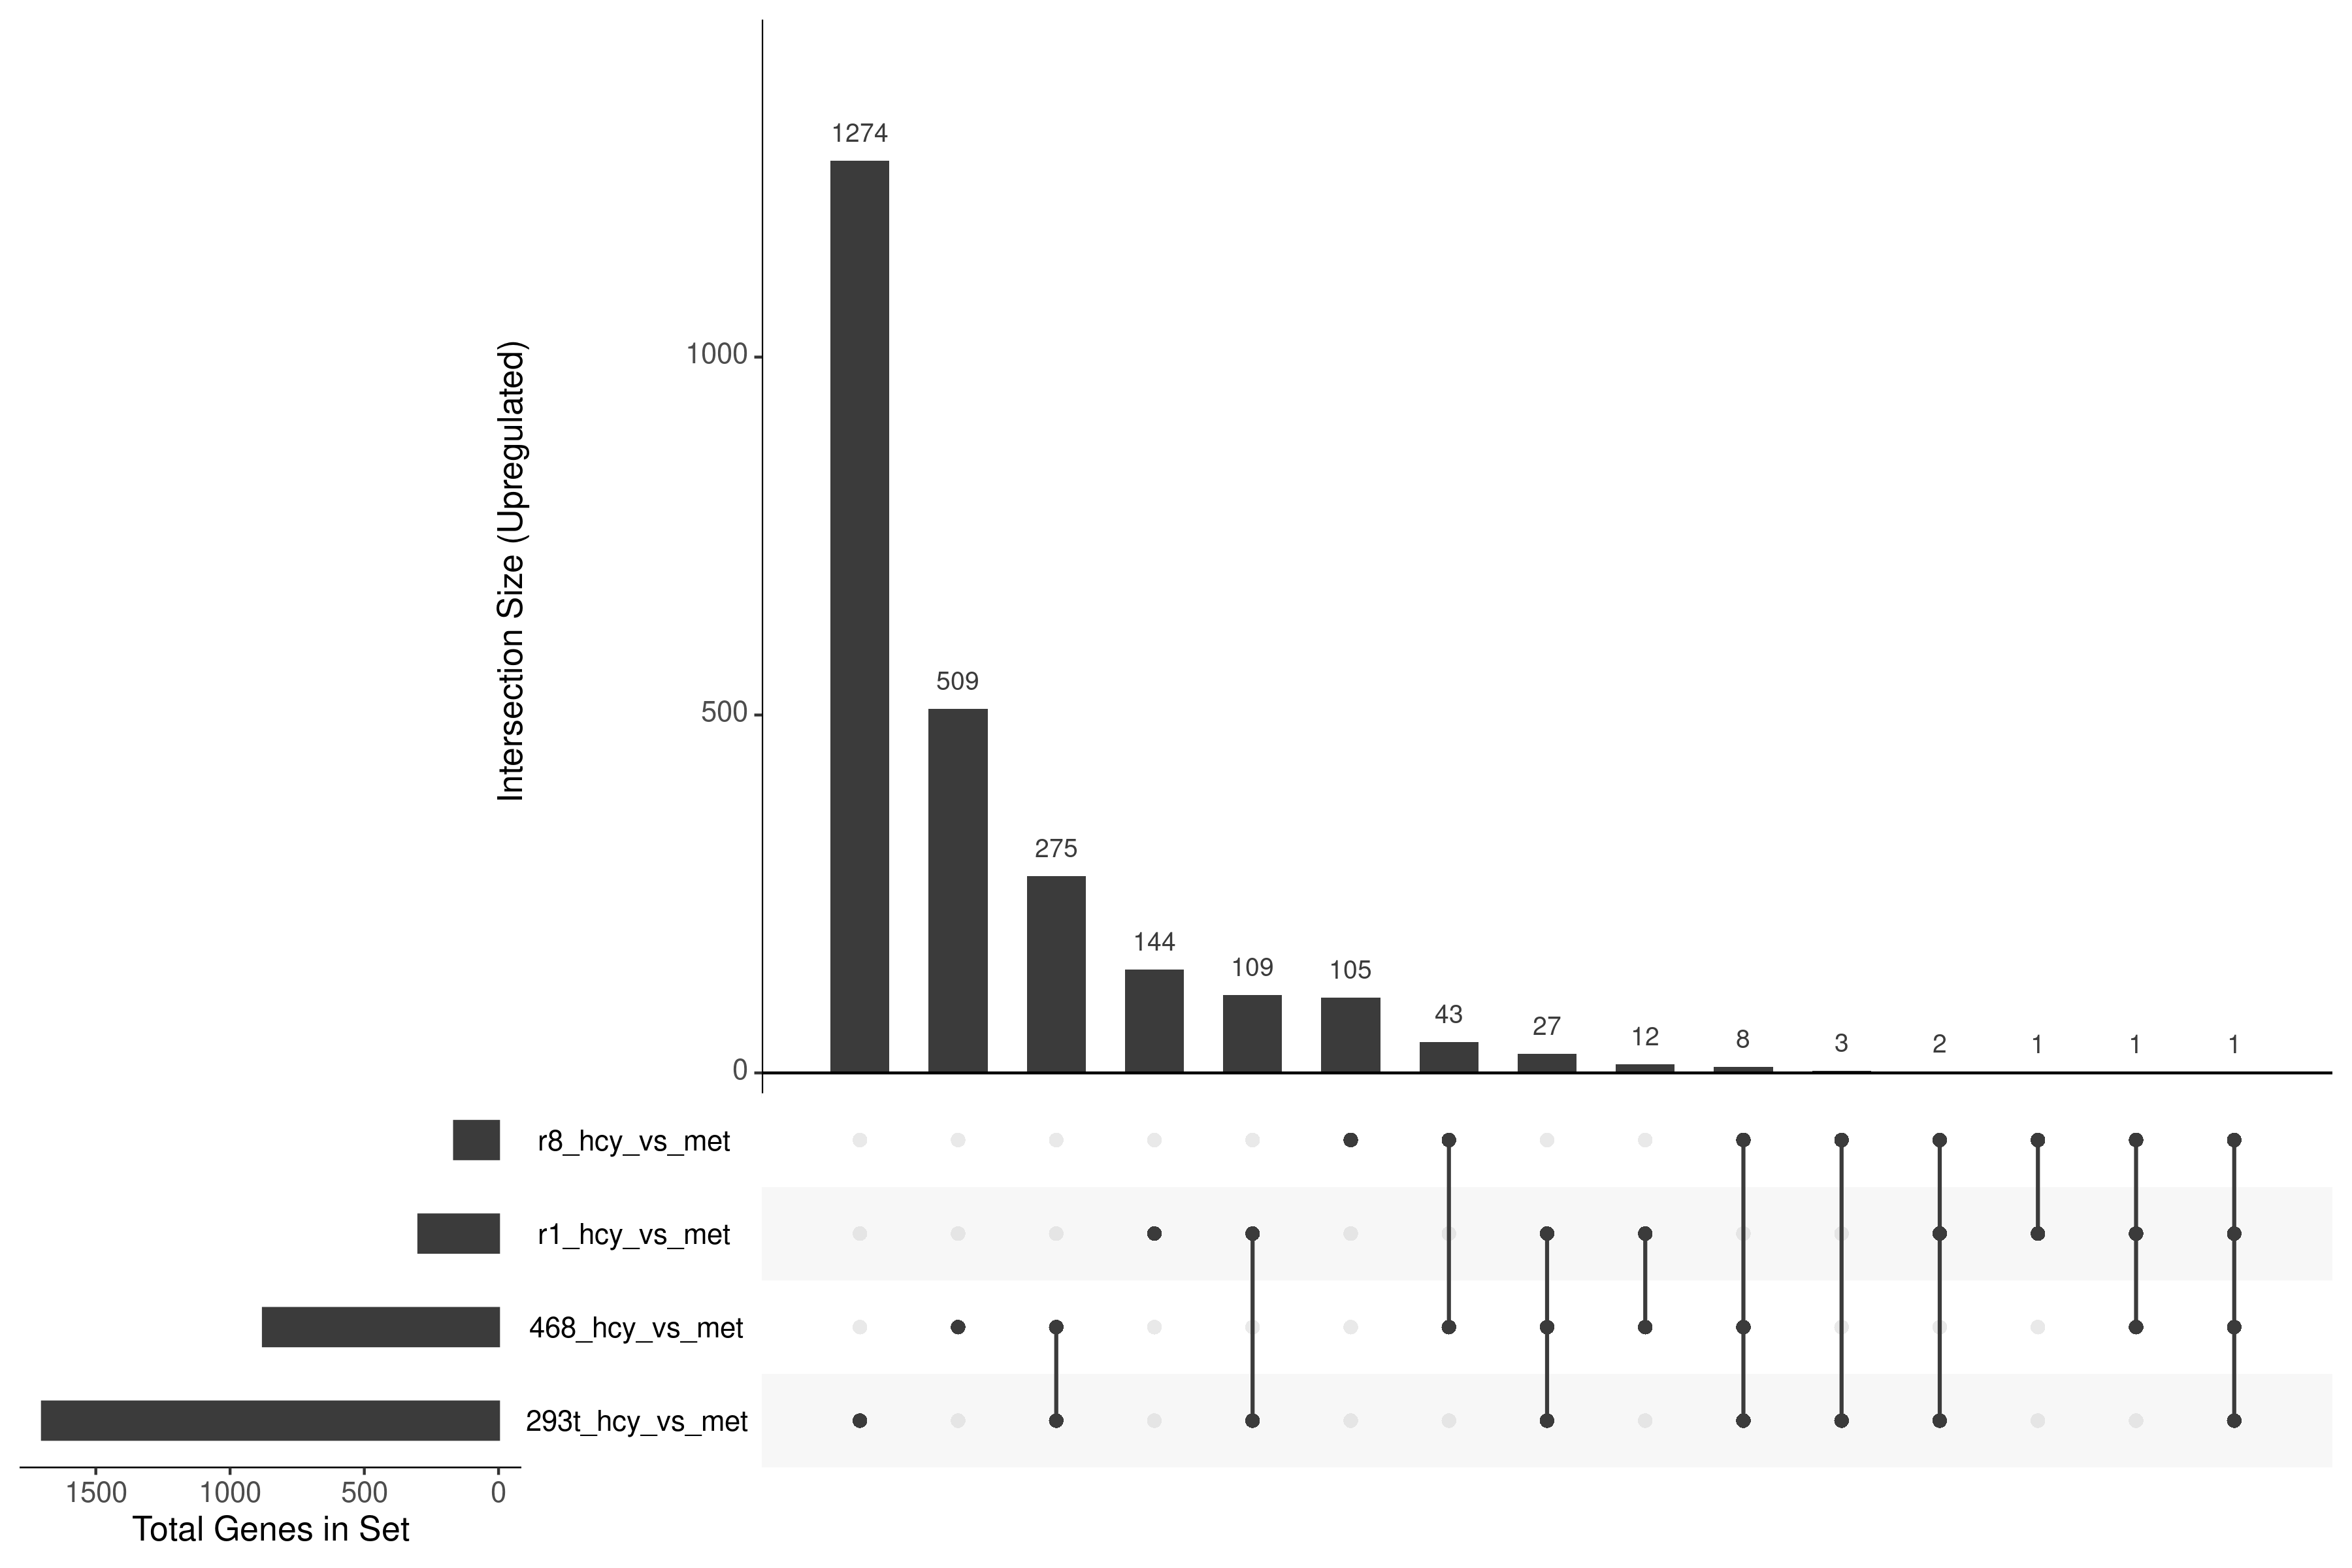 Intersection Size (Upregulated)
1000
500
0
1274
509
275
144
109
105
43
27
12
8
3
2
1
1
1
r8_hcy_vs_met
r1_hcy_vs_met
468_hcy_vs_met
293t_hcy_vs_met
1500 1000 500 0
Total Genes in Set